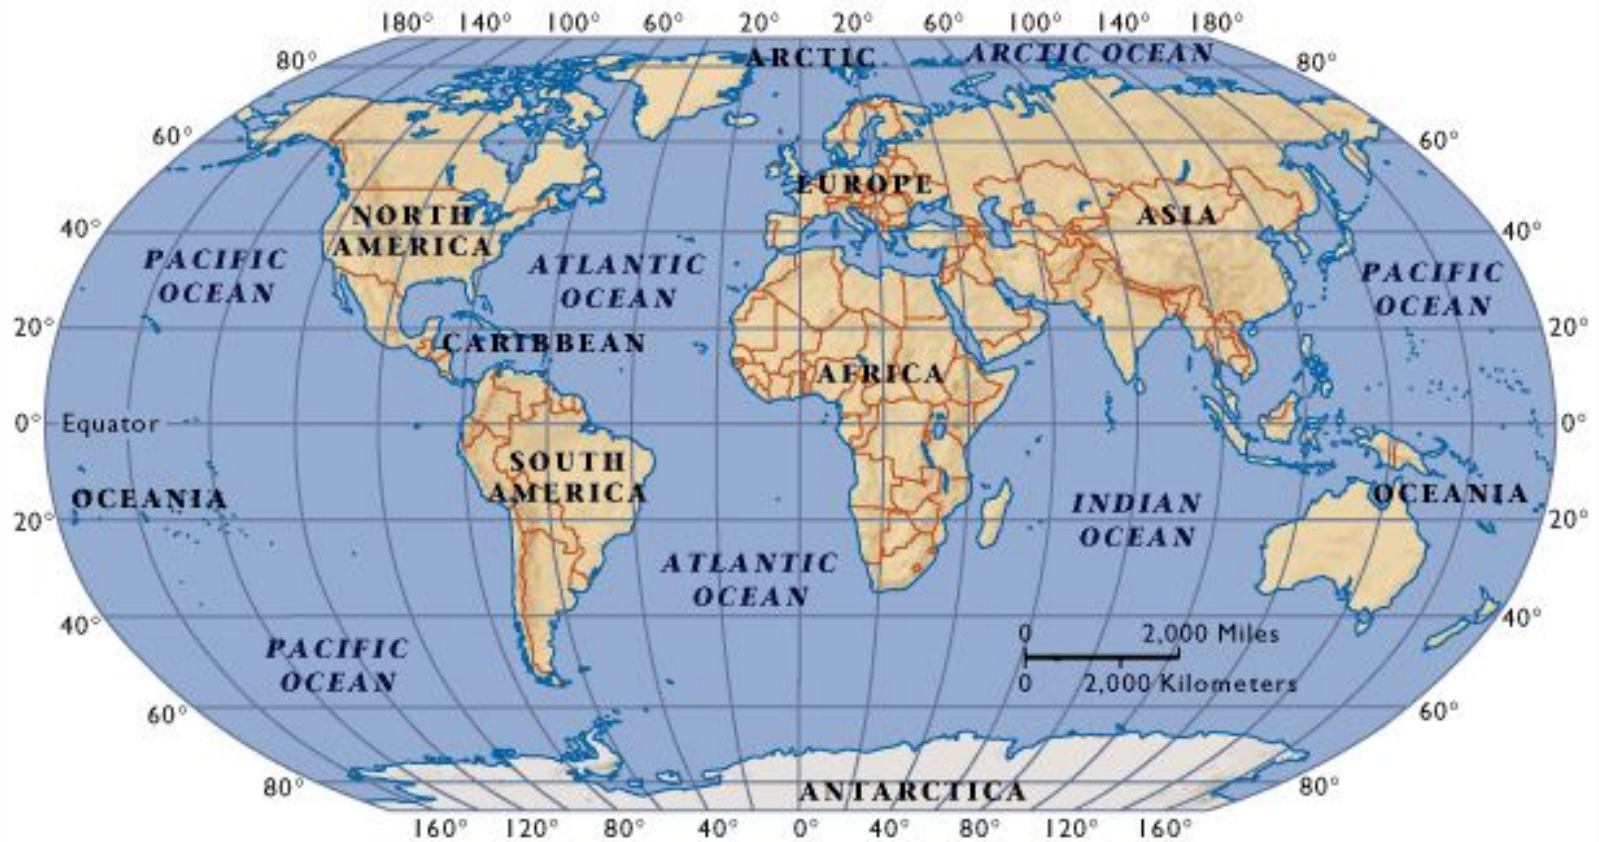 180° 140° 100° 60° 20° 20° 60° 100° 140° 180°
80° ARCTIC ARCTIC OCEAN 80°
60° 60°
EUROPE
NORTH
AMERICA
ASIA
40° 40°
PACIFIC
OCEAN
ATLANTIC
OCEAN
PACIFIC
OCEAN
20° 20°
CARIBBEAN
AFRICA
0° Equator 0°
SOUTH
AMERICA
OCEANIA
INDIAN
OCEAN
OCEANIA
20° 20°
ATLANTIC
OCEAN
40° 40°
0 2,000 Miles
0 2,000 Kilometers
PACIFIC
OCEAN
60° 60°
80° ANTARCTICA 80°
160° 120° 80° 40° 0° 40° 80° 120° 160°